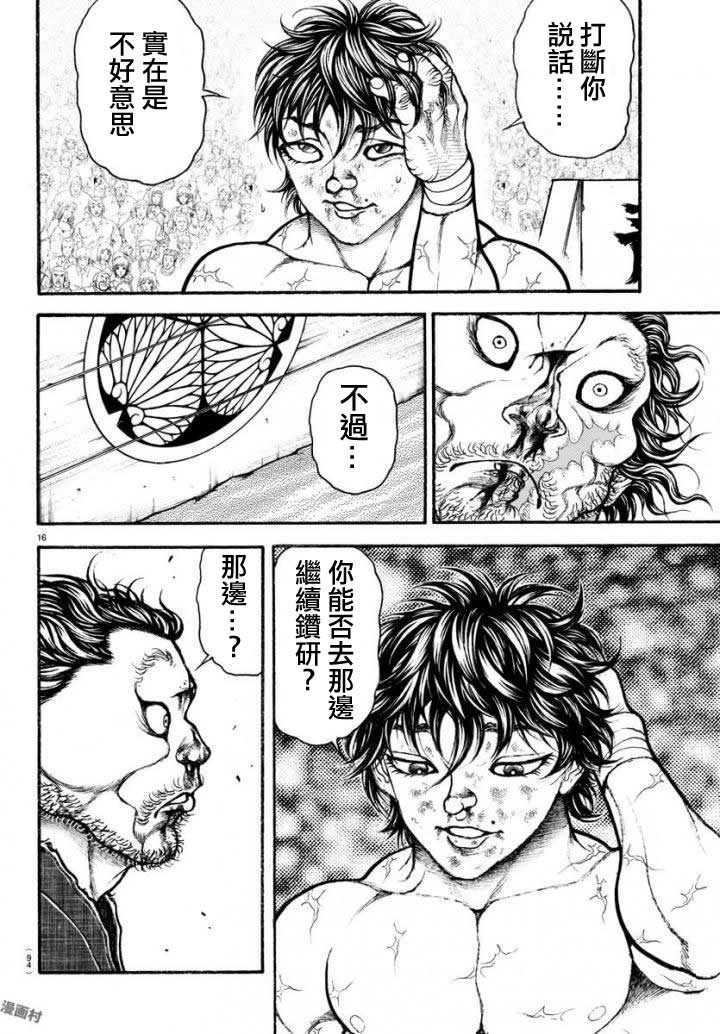 打斷你
說話⋯⋯
實在是
不好意思
不過⋯
16
你能否去那邊
繼續鑽研?
那邊⋯?
(94)
漫画村